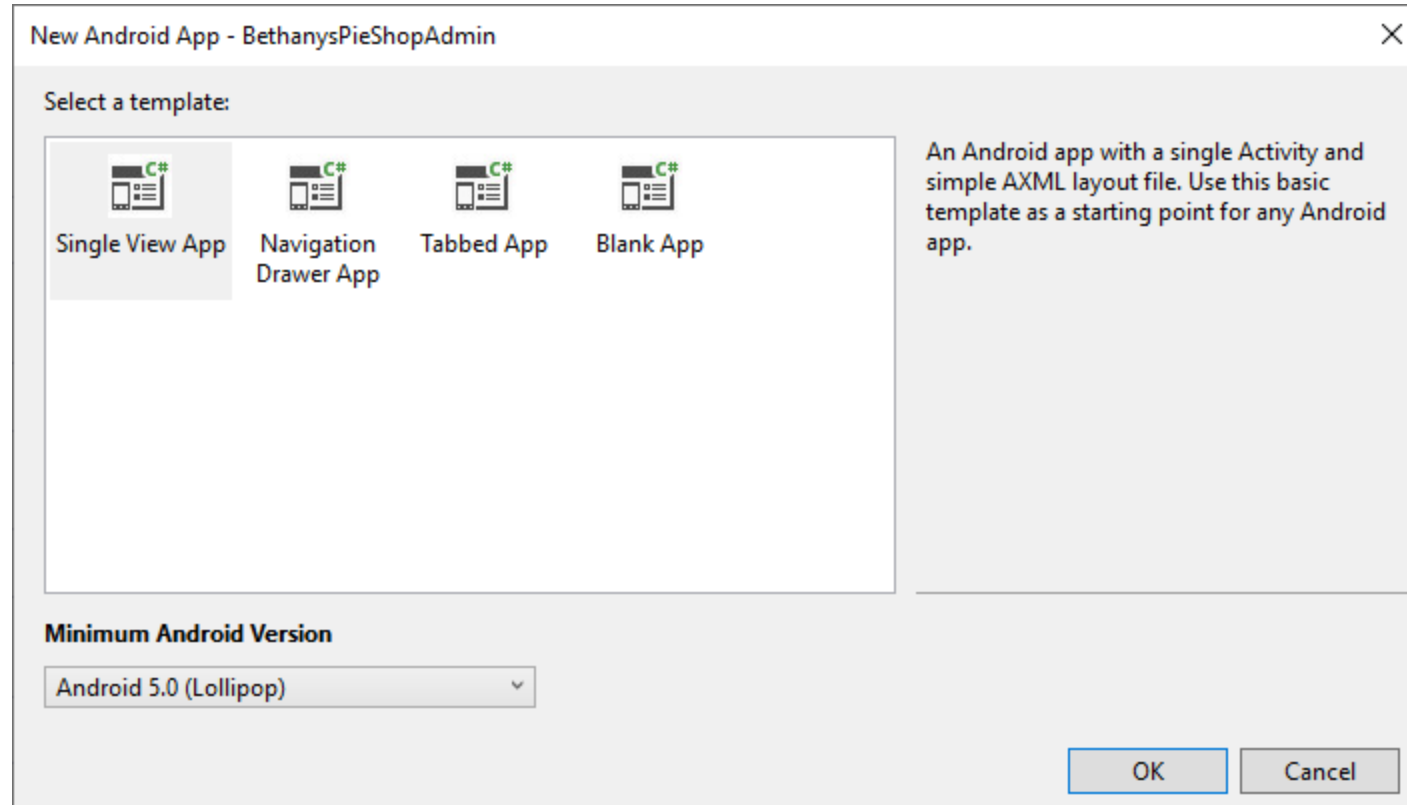 New Android App - BethanysPieShopAdmin
Select a template:
C#
C#
C#
C#
Single View App
Navigation
Drawer App
Tabbed App
Blank App
An Android app with a single Activity and
simple AXML layout file. Use this basic
template as a starting point for any Android
app.
Minimum Android Version
Android 5.0 (Lollipop)
OK
Cancel